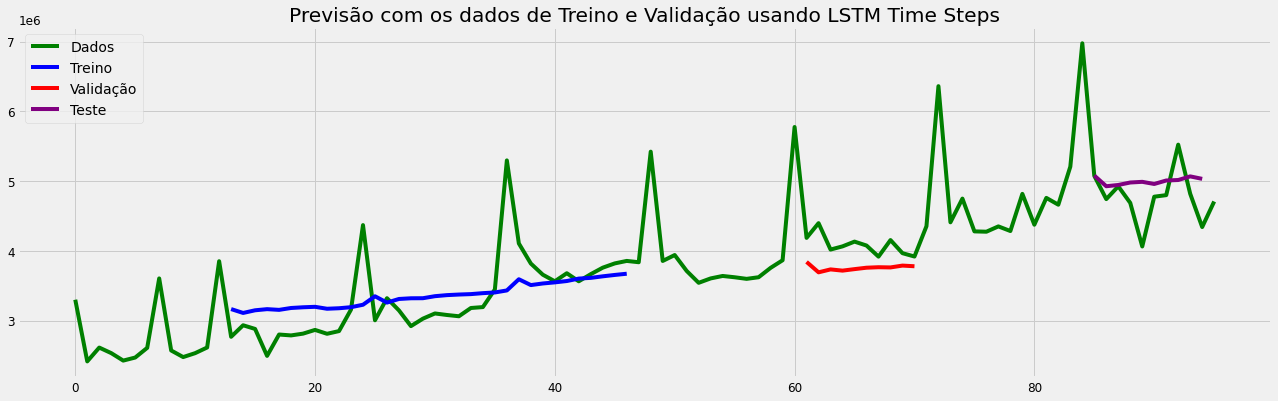 Previsão com os dados de Treino e Validação usando LSTM Time Steps
1e6
Dados
Treino
Validação
Teste
7
6
5
4
3
0 20 40 60 80